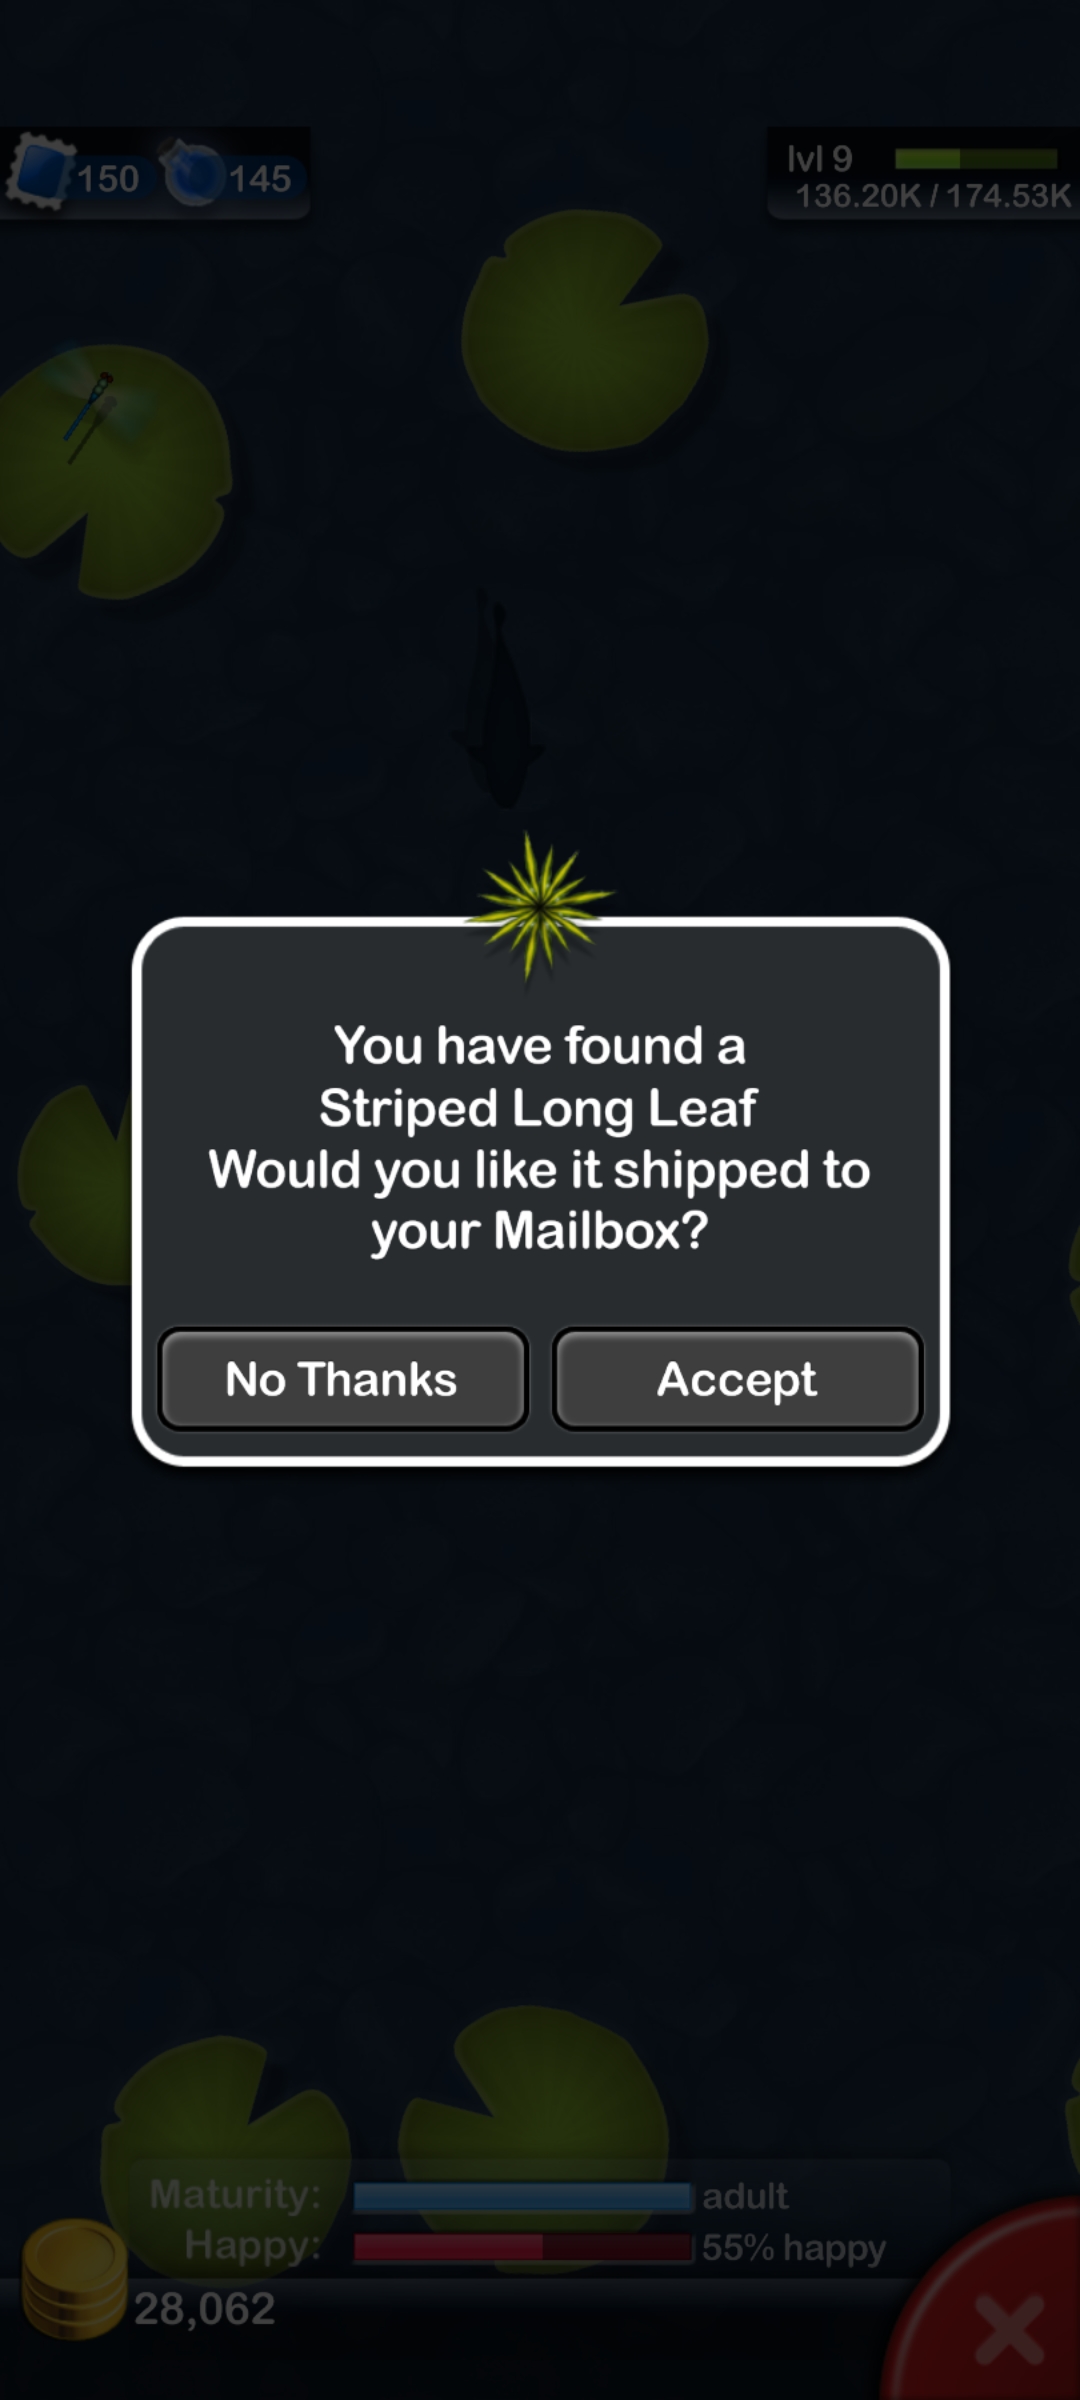 150 145 lvl 9
136.20K / 174.53K
You have found a
Striped Long Leaf
Would you like it shipped to
your Mailbox?
No Thanks Accept
Maturity: adult
Happy: 55% happy
28,062